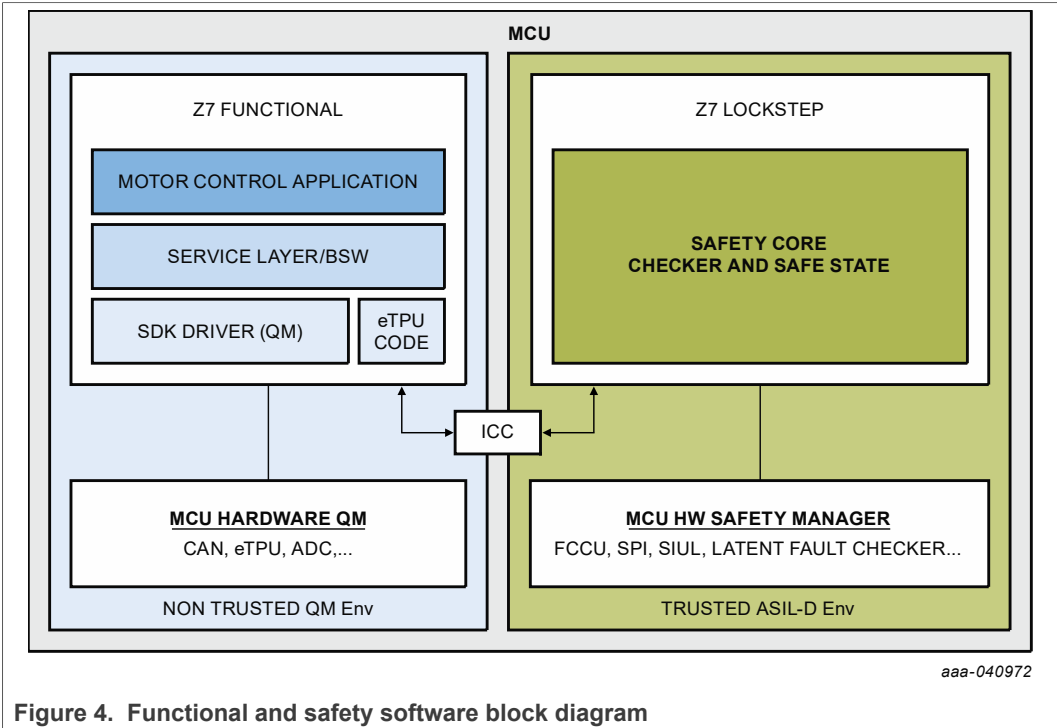 MCU
Z7 FUNCTIONAL
MOTOR CONTROL APPLICATION
SERVICE LAYER/BSW
SDK DRIVER (QM)
eTPU
CODE
MCU HARDWARE QM
CAN, eTPU, ADC,...
NON TRUSTED QM Env
ICC
Z7 LOCKSTEP
SAFETY CORE
CHECKER AND SAFE STATE
MCU HW SAFETY MANAGER
FCCU, SPI, SIUL, LATENT FAULT CHECKER...
TRUSTED ASIL-D Env
aaa-040972
Figure 4. Functional and safety software block diagram